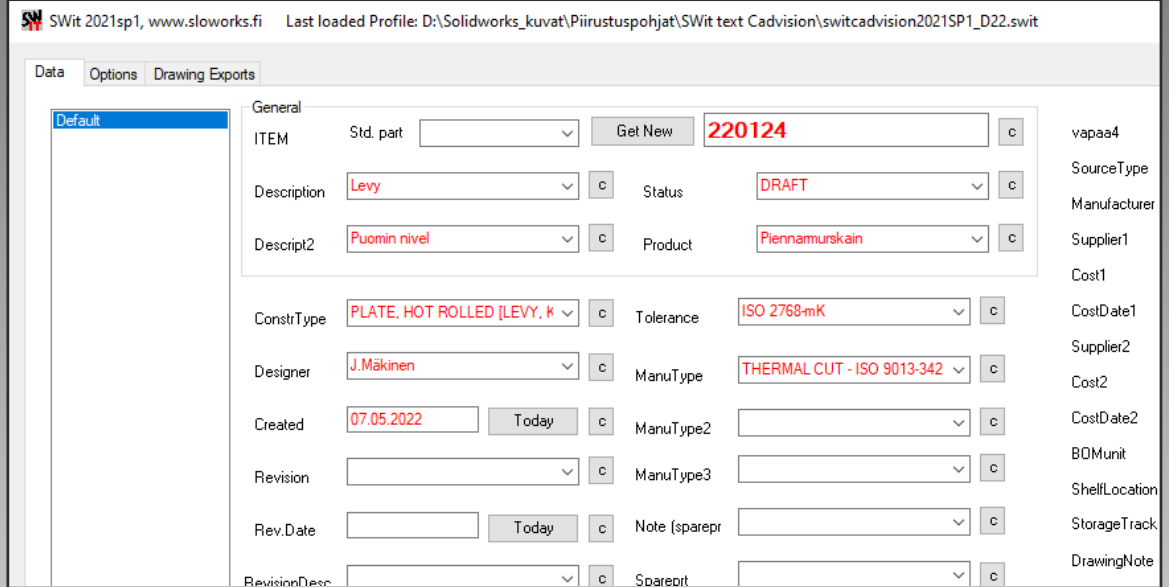 SW SWit 2021sp1, www.sloworks.fi Last loaded Profile: D:\Solidworks_kuvat\Piirustuspohjat\SWit text Cadvision\switcadvision2021SP1_D22.swit
Data Options Drawing Exports
Default
General
ITEM Std. part Get New 220124 c
Description Levy c Status DRAFT c
Descript2 Puomin nivel c Product Piennarmurskain c
ConstrType PLATE, HOT ROLLED [LEVY, K c Tolerance ISO 2768-mK c
Designer J.Mäkinen c ManuType THERMAL CUT - ISO 9013-342 c
Created 07.05.2022 Today c ManuType2 c
Revision c ManuType3 c
Rev.Date Today c Note (sparepr c
RevisionDesc c Spareprt c
vapaa4
SourceType
Manufacturer
Supplier1
Cost1
CostDate1
Supplier2
Cost2
CostDate2
BOMunit
ShelfLocation
StorageTrack
DrawingNote